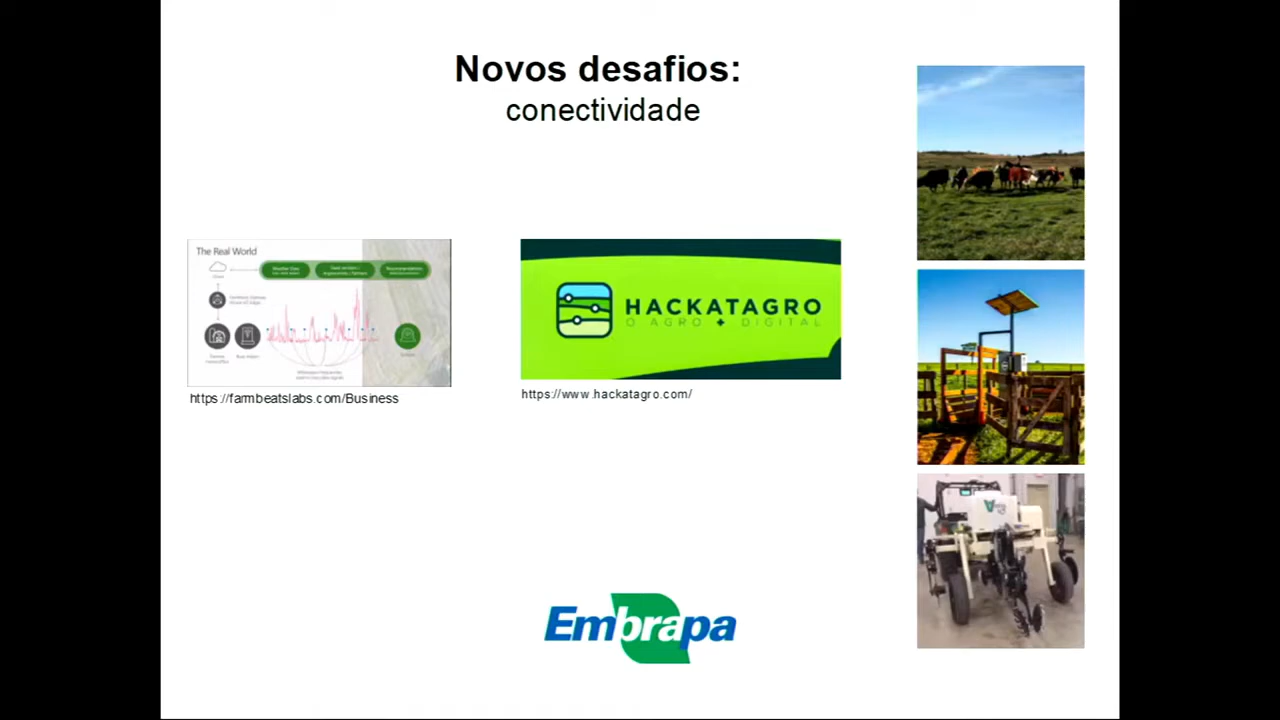 Novos desafios:
conectividade
The Real World
https://farmbeatslabs.com/Business
HACKATAGRO
O AGRO + DIGITAL
https://www.hackatagro.com/
Embrapa